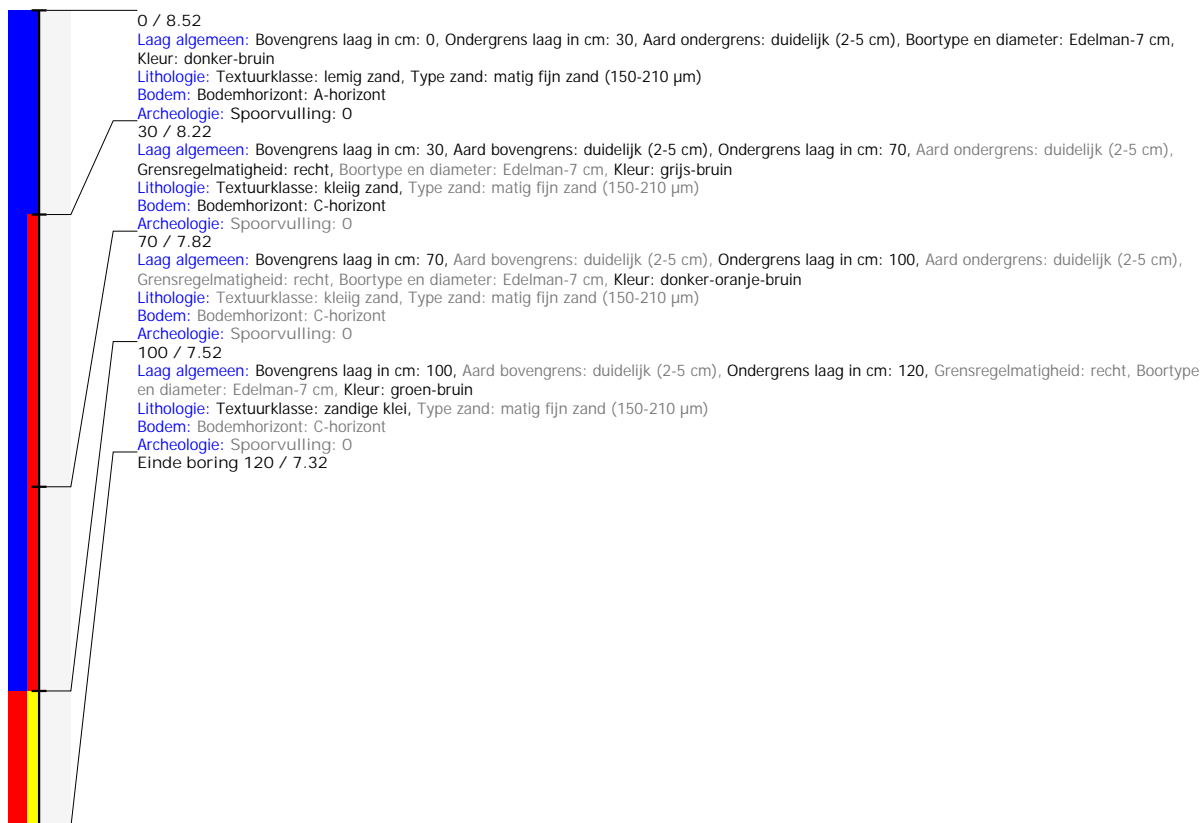 0 / 8.52
Laag algemeen: Bovengrens laag in cm: 0, Ondergrens laag in cm: 30, Aard ondergrens: duidelijk (2-5 cm), Boortype en diameter: Edelman-7 cm,
Kleur: donker-bruin
Lithologie: Textuurklasse: lemig zand, Type zand: matig fijn zand (150-210 µm)
Bodem: Bodemhorizont: A-horizont
Archeologie: Spoorvulling: 0
30 / 8.22
Laag algemeen: Bovengrens laag in cm: 30, Aard bovengrens: duidelijk (2-5 cm), Ondergrens laag in cm: 70, Aard ondergrens: duidelijk (2-5 cm),
Grensregelmatigheid: recht, Boortype en diameter: Edelman-7 cm, Kleur: grijs-bruin
Lithologie: Textuurklasse: kleiig zand, Type zand: matig fijn zand (150-210 µm)
Bodem: Bodemhorizont: C-horizont
Archeologie: Spoorvulling: 0
70 / 7.82
Laag algemeen: Bovengrens laag in cm: 70, Aard bovengrens: duidelijk (2-5 cm), Ondergrens laag in cm: 100, Aard ondergrens: duidelijk (2-5 cm),
Grensregelmatigheid: recht, Boortype en diameter: Edelman-7 cm, Kleur: donker-oranje-bruin
Lithologie: Textuurklasse: kleiig zand, Type zand: matig fijn zand (150-210 µm)
Bodem: Bodemhorizont: C-horizont
Archeologie: Spoorvulling: 0
100 / 7.52
Laag algemeen: Bovengrens laag in cm: 100, Aard bovengrens: duidelijk (2-5 cm), Ondergrens laag in cm: 120, Grensregelmatigheid: recht, Boortype
en diameter: Edelman-7 cm, Kleur: groen-bruin
Lithologie: Textuurklasse: zandige klei, Type zand: matig fijn zand (150-210 µm)
Bodem: Bodemhorizont: C-horizont
Archeologie: Spoorvulling: 0
Einde boring 120 / 7.32